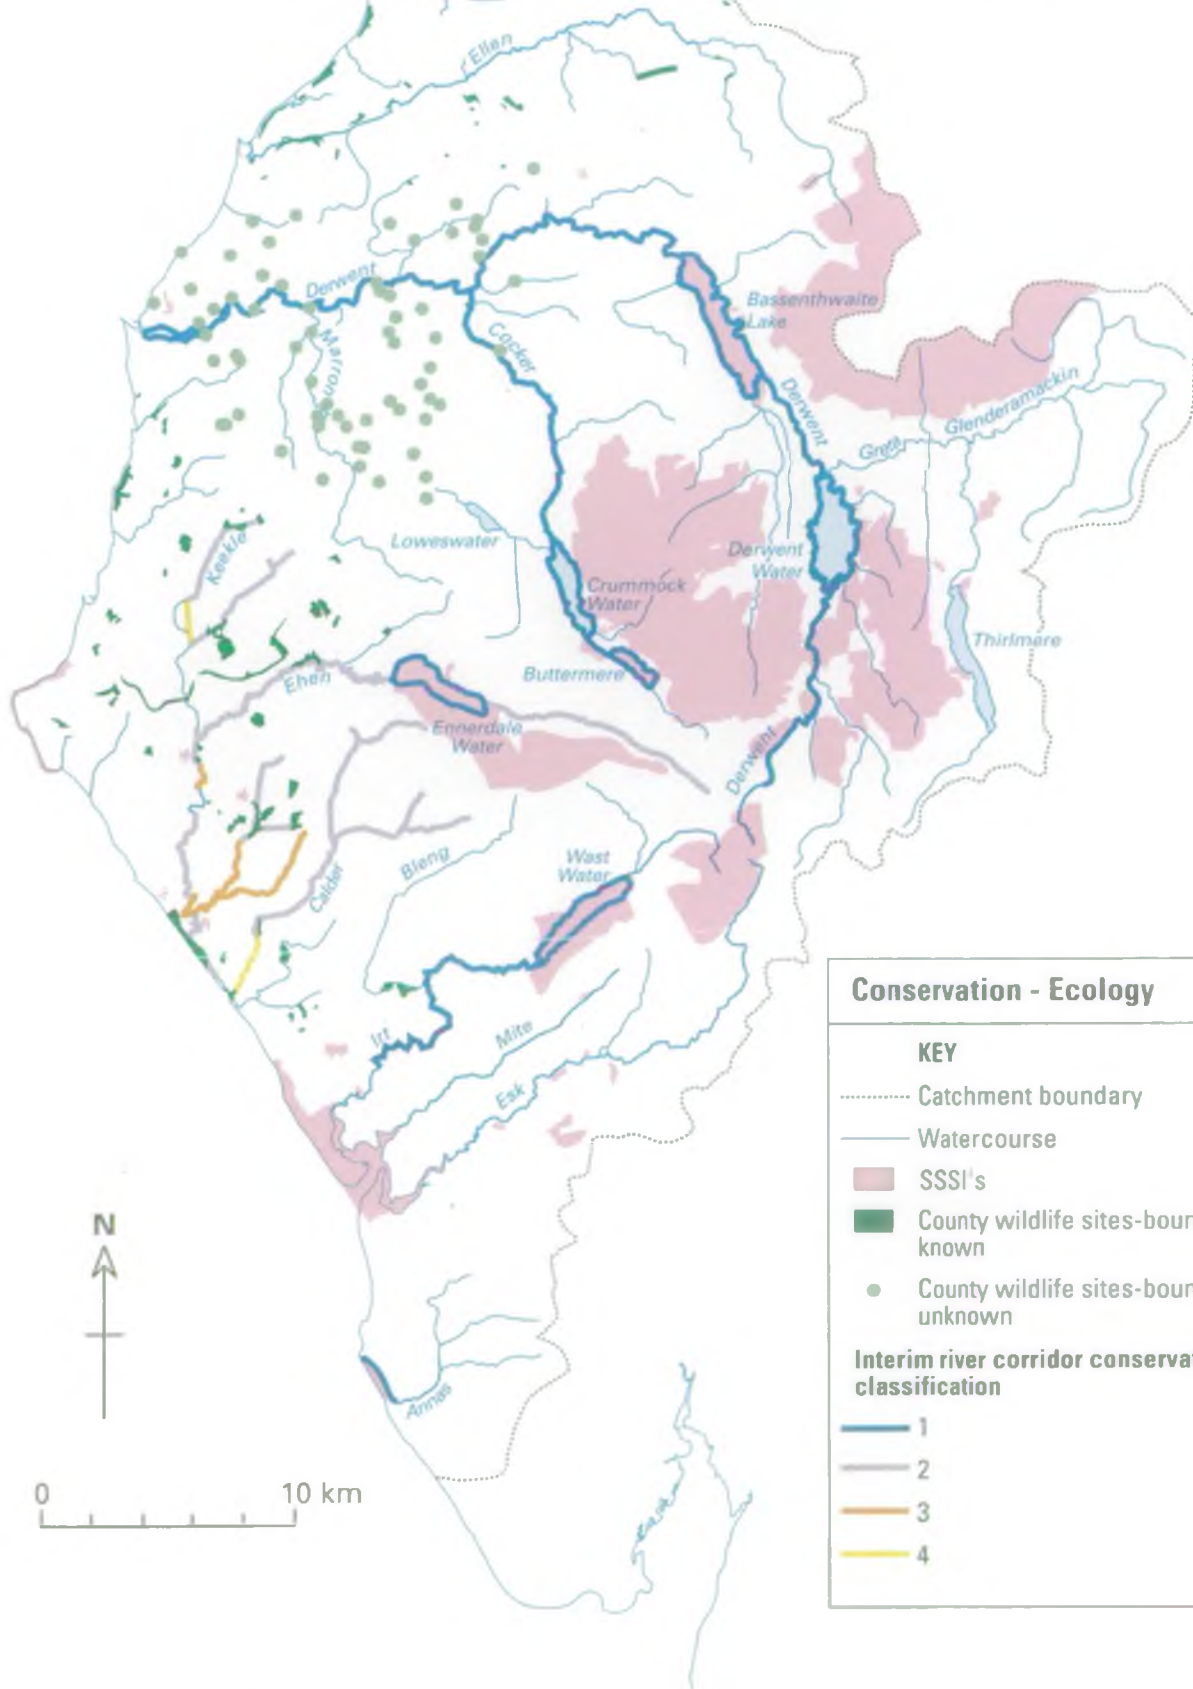 Ellen
Derwent
Bassenthwaite
Lake
Marron
Cocker
Derwent
Greta
Glenderamackin
Loweswater
Derwent
Water
Keekle
Crummock
Water
Thirlmere
Buttermere
Ehen
Ennerdale
Water
Derwent
Bleng
Wast
Water
Calder
Irt
Mite
Esk
Annas
N
0
10 km
Conservation - Ecology
KEY
Catchment boundary
Watercourse
SSSI's
County wildlife sites-boun
known
County wildlife sites-boun
unknown
Interim river corridor conserva
classification
1
2
3
4